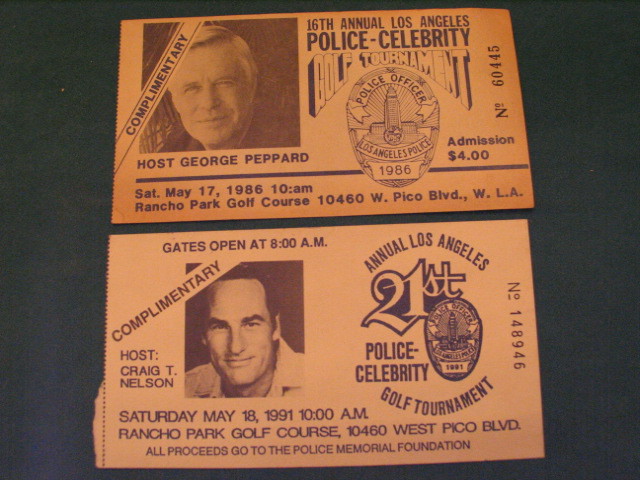 COMPLIMENTARY
16TH ANNUAL LOS ANGELES
POLICE-CELEBRITY
GOLF TOURNAMENT
POLICE OFFICER
LOS ANGELES POLICE
1986
Nº 60445
HOST GEORGE PEPPARD
Admission
$4.00
Sat. May 17, 1986 10:am
Rancho Park Golf Course 10460 W. Pico Blvd., W. L.A.
GATES OPEN AT 8:00 A.M.
COMPLIMENTARY
HOST:
CRAIG T.
NELSON
ANNUAL LOS ANGELES
21st
POLICE-
CELEBRITY
GOLF TOURNAMENT
POLICE OFFICER
1991
Nº 148946
SATURDAY MAY 18, 1991 10:00 A.M.
RANCHO PARK GOLF COURSE, 10460 WEST PICO BLVD.
ALL PROCEEDS GO TO THE POLICE MEMORIAL FOUNDATION